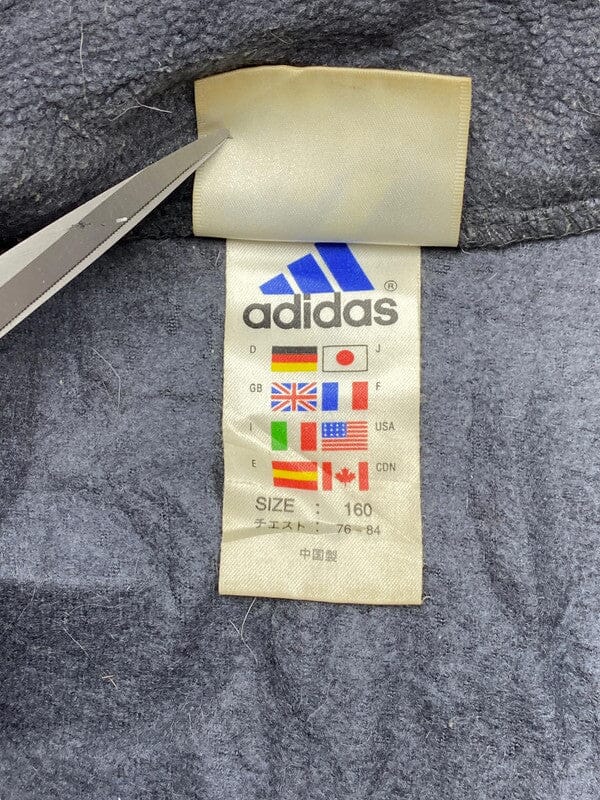 adidas ®
D J
GB F
I USA
E CDN
SIZE : 160
チェスト : 76～84
中国製